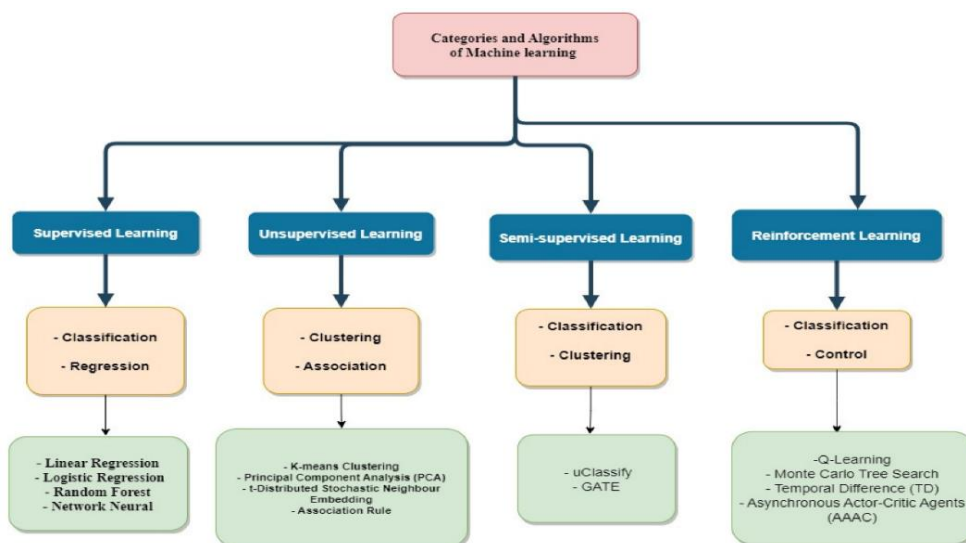 Categories and Algorithms
of Machine learning
Supervised Learning
Unsupervised Learning
Semi-supervised Learning
Reinforcement Learning
- Classification
- Regression
- Clustering
- Association
- Classification
- Clustering
- Classification
- Control
- Linear Regression
- Logistic Regression
- Random Forest
- Network Neural
- K-means Clustering
- Principal Component Analysis (PCA)
- t-Distributed Stochastic Neighbour
Embedding
- Association Rule
- uClassify
- GATE
-Q-Learning
- Monte Carlo Tree Search
- Temporal Difference (TD)
- Asynchronous Actor-Critic Agents
(AAAC)